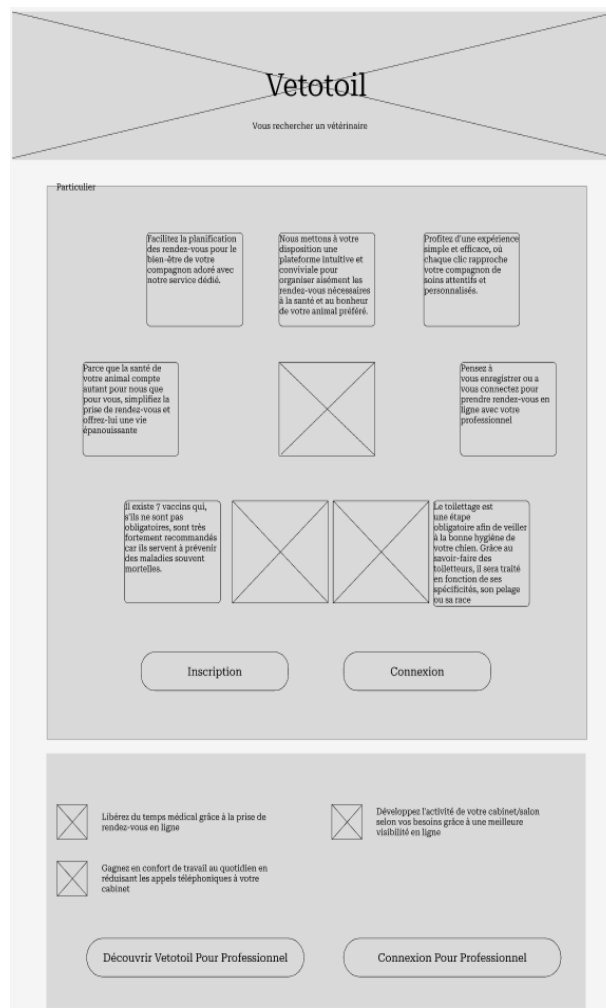 Vetotoil
Vous rechercher un vétérinaire
Particulier
Facilitez la planification
des rendez-vous pour le
bien-être de votre
compagnon adoré avec
notre service dédié.
Nous mettons à votre
disposition une
plateforme intuitive et
conviviale pour
organiser aisément les
rendez-vous nécessaires
à la santé et au bonheur
de votre animal préféré.
Profitez d'une expérience
simple et efficace, où
chaque clic rapproche
votre compagnon de
soins attentifs et
personnalisés.
Parce que la santé de
votre animal compte
autant pour nous que
pour vous, simplifiez la
prise de rendez-vous et
offrez-lui une vie
épanouissante
Pensez à
vous enregistrer ou a
vous connectez pour
prendre rendez-vous en
ligne avec votre
professionnel
Il existe 7 vaccins qui,
s'ils ne sont pas
obligatoires, sont très
fortement recommandés
car ils servent à prévenir
des maladies souvent
mortelles.
Le toilettage est
une étape
obligatoire afin de veiller
à la bonne hygiène de
votre chien. Grâce au
savoir-faire des
toiletteurs, il sera traité
en fonction de ses
spécificités, son pelage
ou sa race
Inscription
Connexion
Libérez du temps médical grâce à la prise de
rendez-vous en ligne
Développez l'activité de votre cabinet/salon
selon vos besoins grâce à une meilleure
visibilité en ligne
Gagnez en confort de travail au quotidien en
réduisant les appels téléphoniques à votre
cabinet
Découvrir Vetotoil Pour Professionnel
Connexion Pour Professionnel